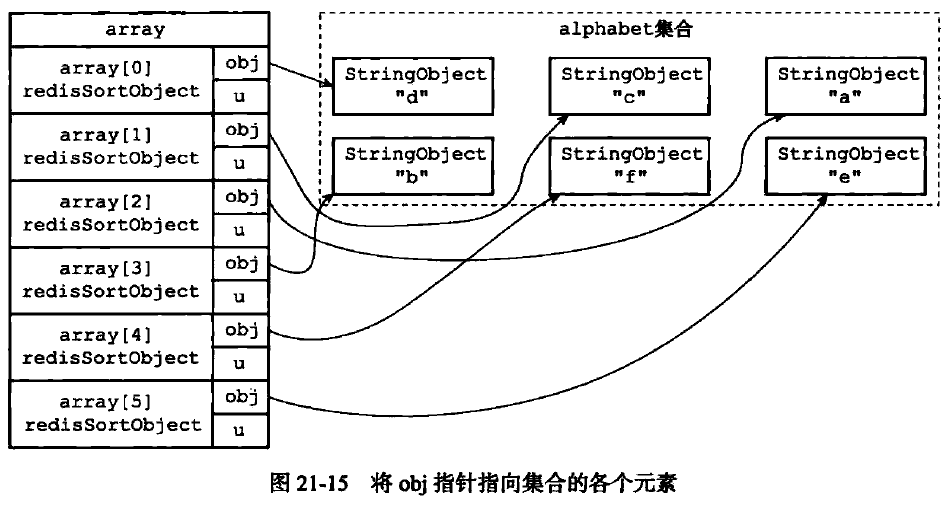 array
alphabet集合
array[0]
redisSortObject
obj
u
array[1]
redisSortObject
obj
u
array[2]
redisSortObject
obj
u
array[3]
redisSortObject
obj
u
array[4]
redisSortObject
obj
u
array[5]
redisSortObject
obj
u
StringObject
"d"
StringObject
"c"
StringObject
"a"
StringObject
"b"
StringObject
"f"
StringObject
"e"
图 21-15 将 obj 指针指向集合的各个元素